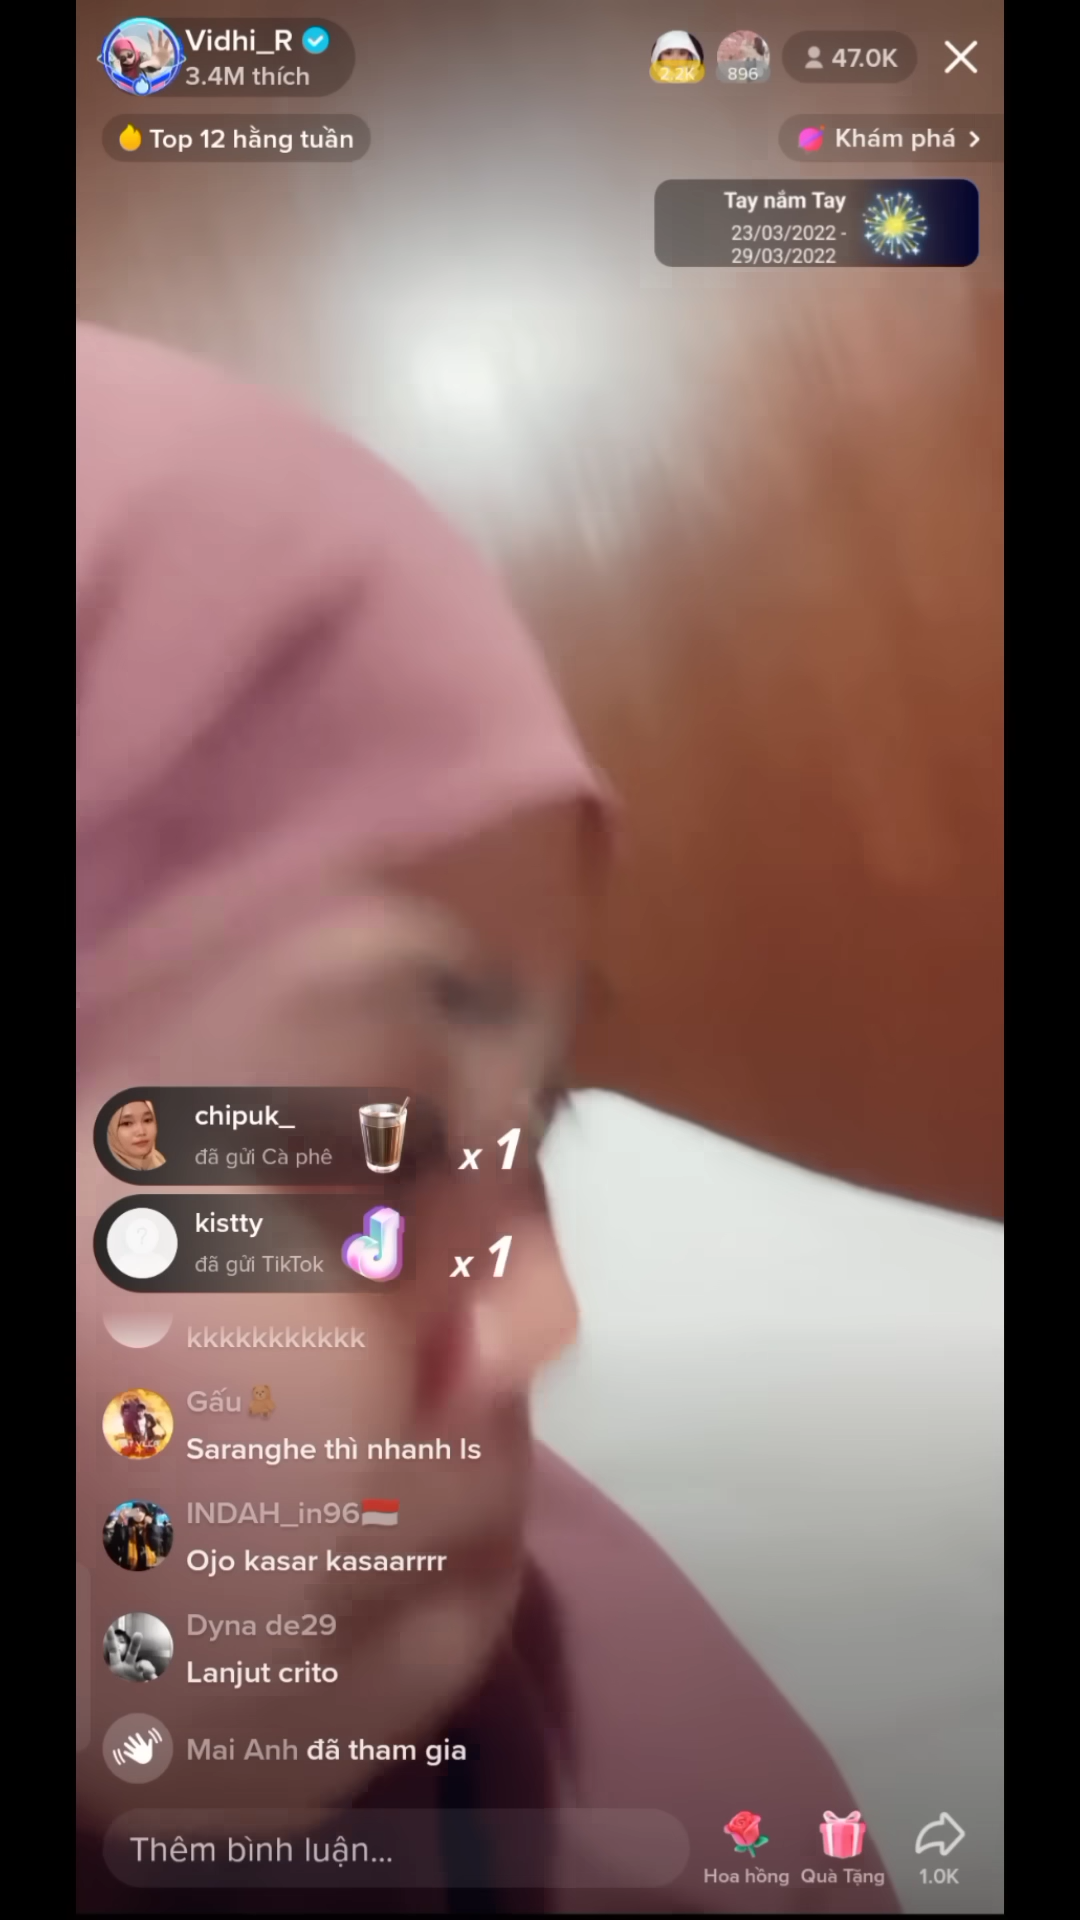 Vidhi_R
3.4M thích
2.2K
896
47.0K
Top 12 hằng tuần
Khám phá >
Tay nắm Tay
23/03/2022 -
29/03/2022
chipuk_
đã gửi Cà phê
x 1
kistty
đã gửi TikTok
x 1
kkkkkkkkkkk
Gấu
Saranghe thì nhanh ls
INDAH_in96
Ojo kasar kasaarrrr
Dyna de29
Lanjut crito
Mai Anh đã tham gia
Thêm bình luận...
Hoa hồng
Quà Tặng
1.0K